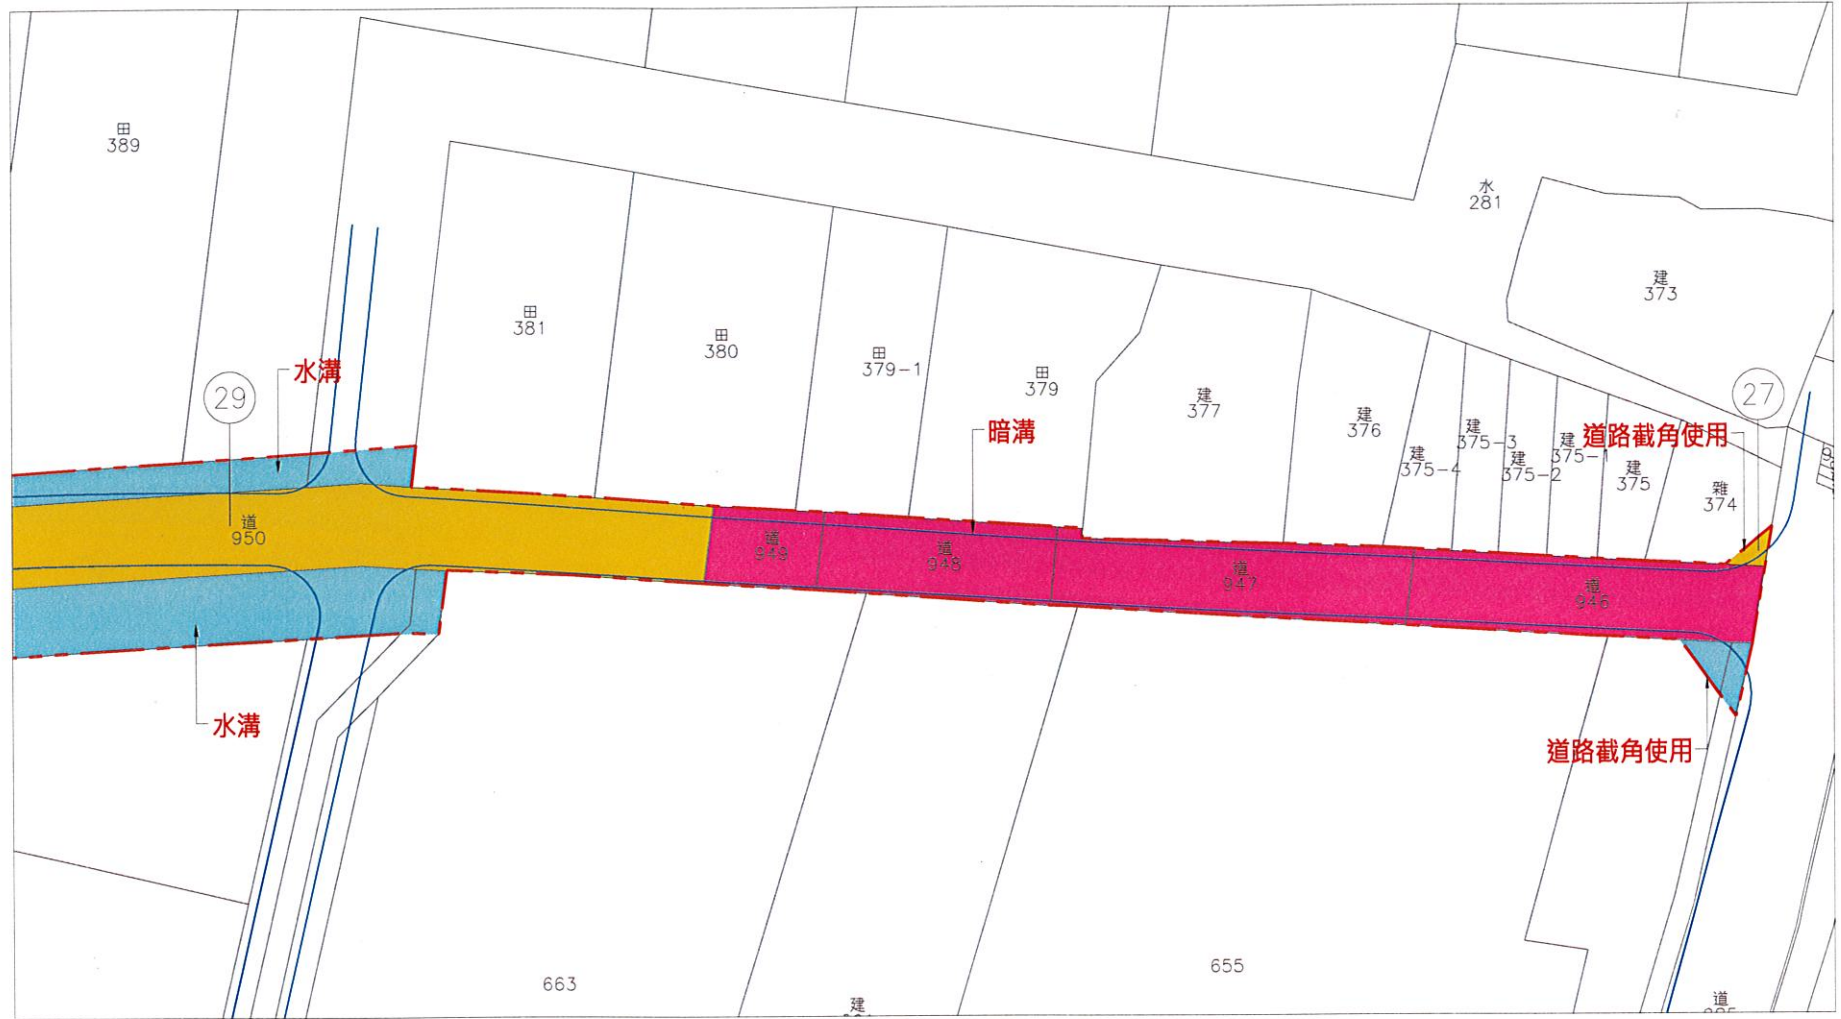 田
389
水
281
建
373
田
381
田
380
田
379-1
田
379
建
377
建
376
建
375-4
建
375-3
建
375-2
建
375-1
建
375
雜
374
29
水溝
暗溝
27
道路截角使用
道
950
道
949
道
948
道
947
道
946
水溝
道路截角使用
663
建
655
道